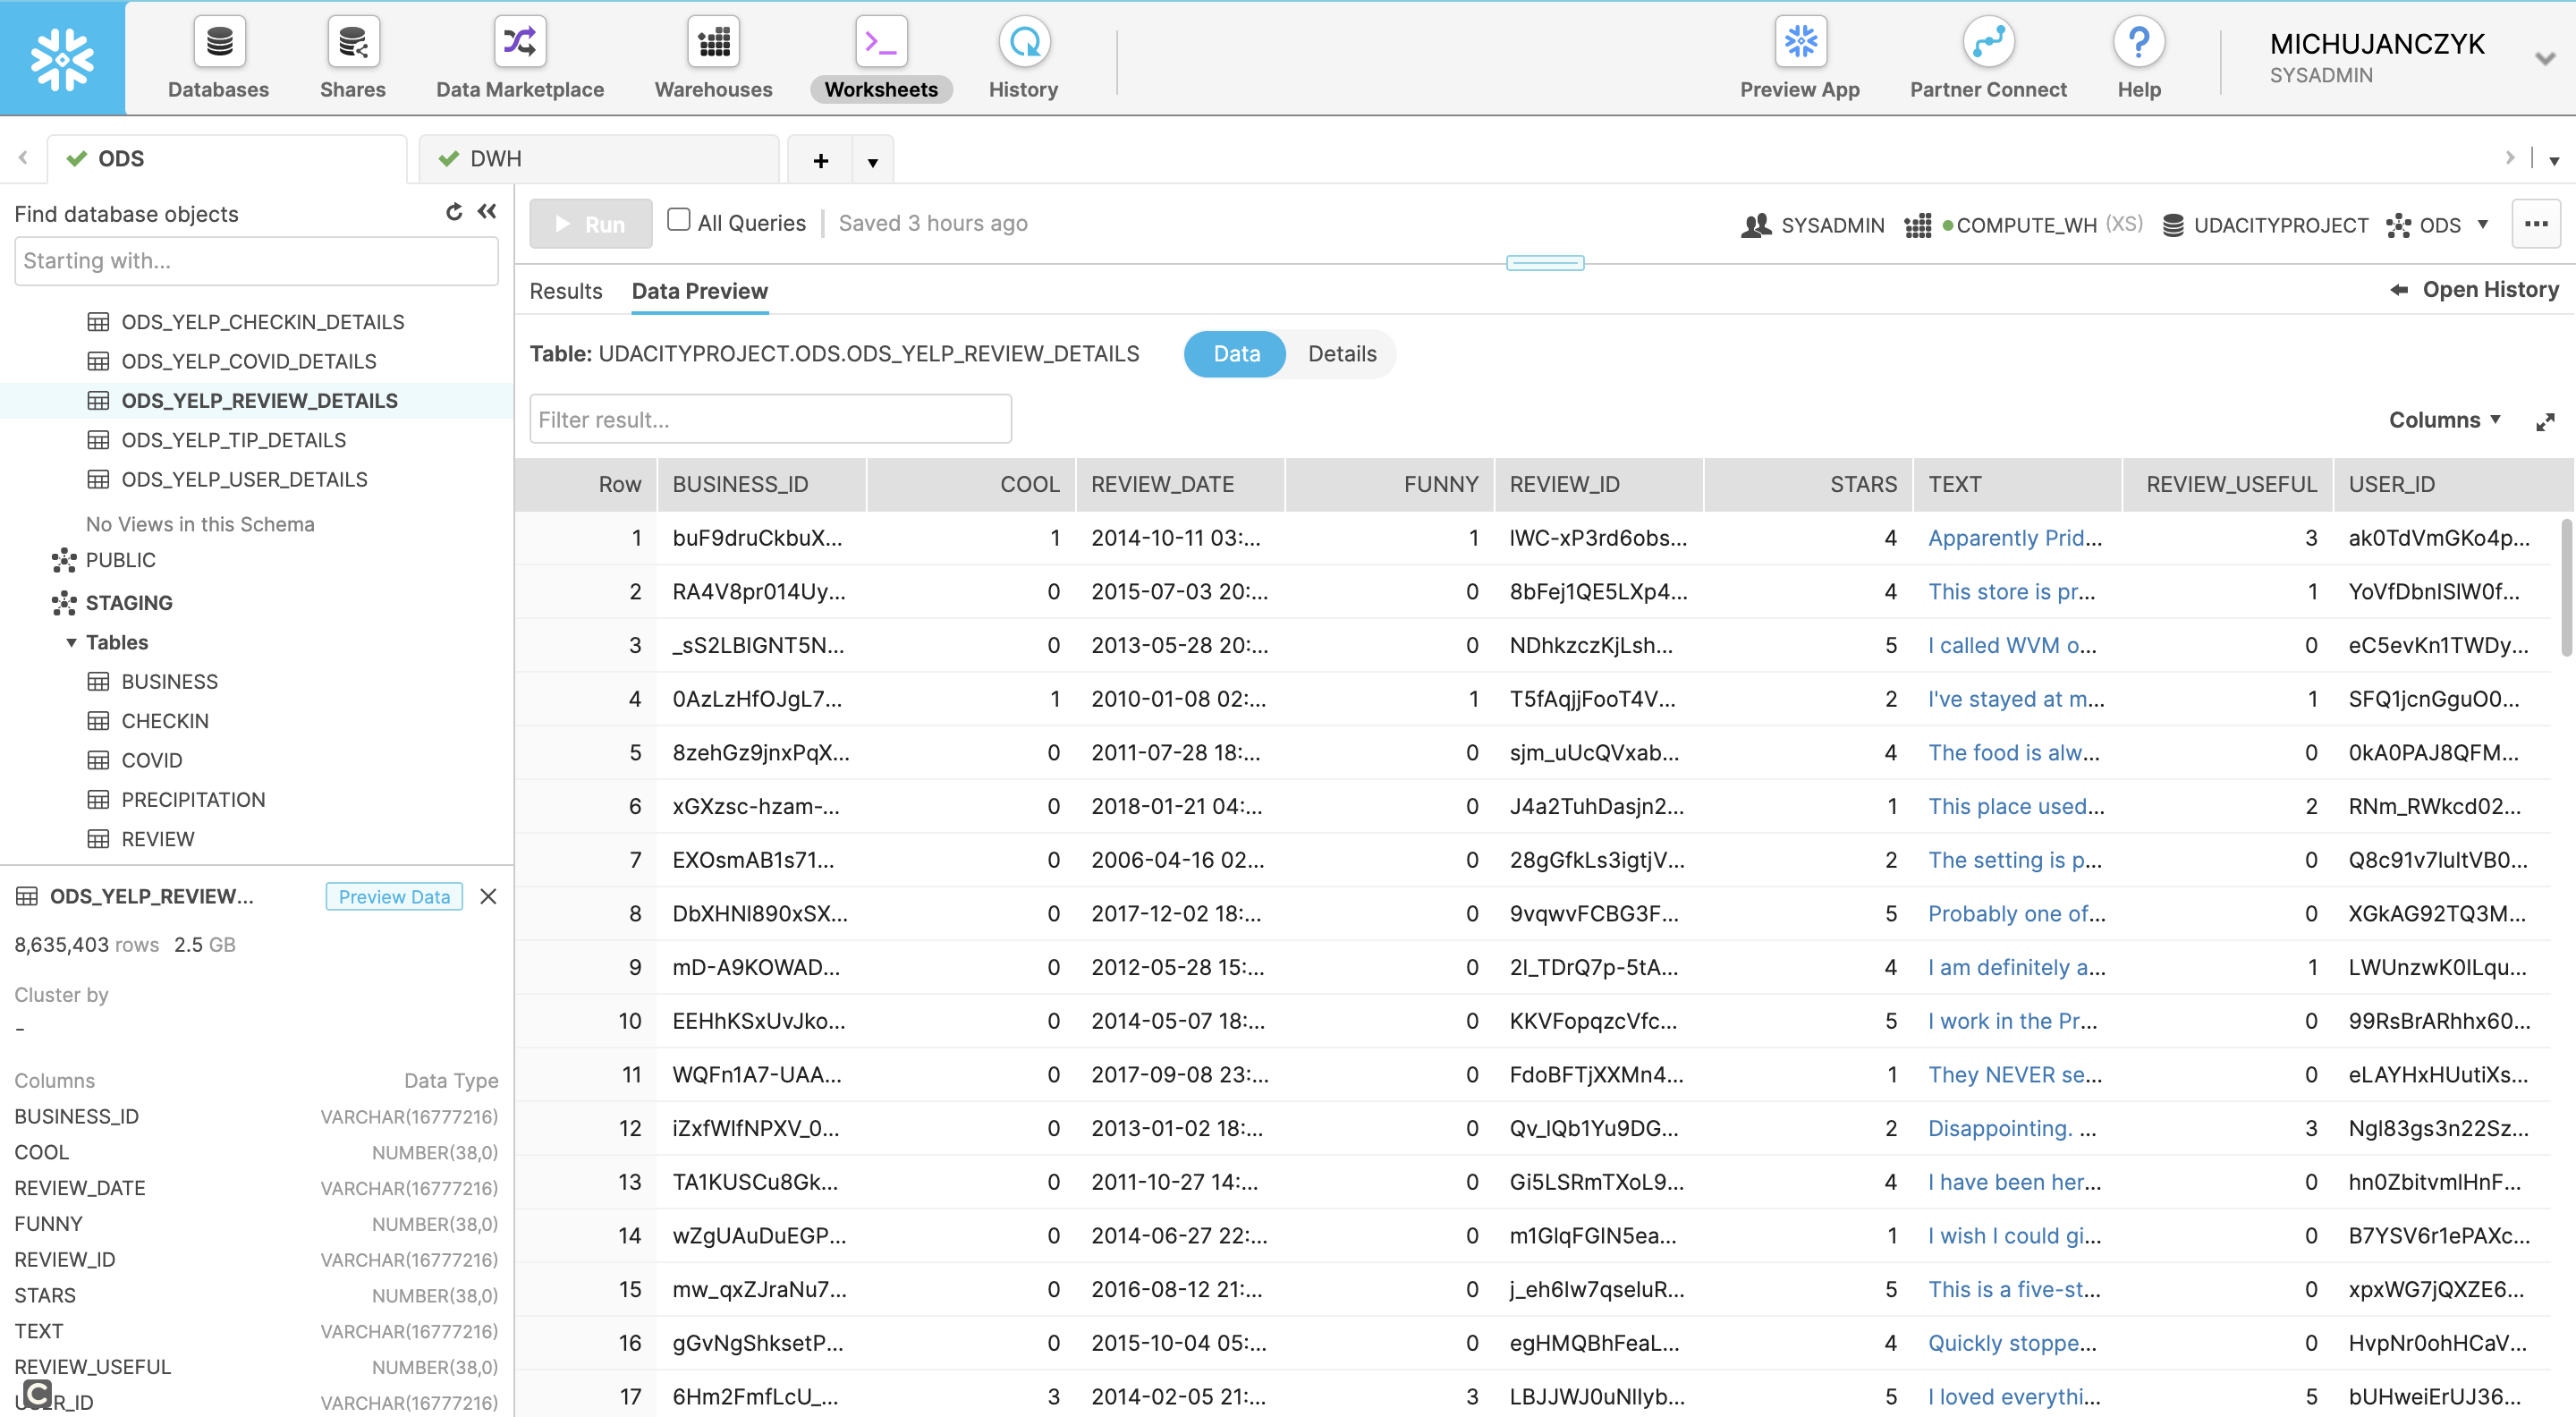 Databases Shares Data Marketplace Warehouses Worksheets History Preview App Partner Connect Help MICHUJANCZYK
SYSADMIN
ODS DWH + 
Find database objects
Starting with...
ODS_YELP_CHECKIN_DETAILS
ODS_YELP_COVID_DETAILS
ODS_YELP_REVIEW_DETAILS
ODS_YELP_TIP_DETAILS
ODS_YELP_USER_DETAILS
No Views in this Schema
PUBLIC
STAGING
Tables
BUSINESS
CHECKIN
COVID
PRECIPITATION
REVIEW
ODS_YELP_REVIEW... Preview Data
8,635,403 rows 2.5 GB
Cluster by
-
Columns Data Type
BUSINESS_ID VARCHAR(16777216)
COOL NUMBER(38,0)
REVIEW_DATE VARCHAR(16777216)
FUNNY NUMBER(38,0)
REVIEW_ID VARCHAR(16777216)
STARS NUMBER(38,0)
TEXT VARCHAR(16777216)
REVIEW_USEFUL NUMBER(38,0)
VARCHAR(16777216)
Run All Queries Saved 3 hours ago SYSADMIN COMPUTE_WH (XS) UDACITYPROJECT ODS ...
Results Data Preview Open History
Table: UDACITYPROJECT.ODS.ODS_YELP_REVIEW_DETAILS Data Details
Filter result... Columns
Row BUSINESS_ID COOL REVIEW_DATE FUNNY REVIEW_ID STARS TEXT REVIEW_USEFUL USER_ID
1 buF9druCkbuX... 1 2014-10-11 03:... 1 lWC-xP3rd6obs... 4 Apparently Prid... 3 ak0TdVmGKo4p...
2 RA4V8pr014Uy... 0 2015-07-03 20:... 0 8bFej1QE5LXp4... 4 This store is pr... 1 YoVfDbnISlW0f...
3 _sS2LBIGNT5N... 0 2013-05-28 20:... 0 NDhkzczKjLsh... 5 I called WVM o... 0 eC5evKn1TWDy...
4 0AzLzHfOJgL7... 1 2010-01-08 02:... 1 T5fAqjjFooT4V... 2 I've stayed at m... 1 SFQ1jcnGguO0...
5 8zehGz9jnxPqX... 0 2011-07-28 18:... 0 sjm_uUcQVxab... 4 The food is alw... 0 0kA0PAJ8QFM...
6 xGXzsc-hzam-... 0 2018-01-21 04:... 0 J4a2TuhDasjn2... 1 This place used... 2 RNm_RWkcd02...
7 EXOsmAB1s71... 0 2006-04-16 02... 0 28gGfkLs3igtjV... 2 The setting is p... 0 Q8c91v7luItVB0...
8 DbXHNl890xSX... 0 2017-12-02 18:... 0 9vqwvFCBG3F... 5 Probably one of... 0 XGkAG92TQ3M...
9 mD-A9KOWAD... 0 2012-05-28 15:... 0 2l_TDrQ7p-5tA... 4 I am definitely a... 1 LWUnzwK0ILqu...
10 EEHhKSxUvJko... 0 2014-05-07 18:... 0 KKVFopqzcVfc... 5 I work in the Pr... 0 99RsBrARhhx60...
11 WQFn1A7-UAA... 0 2017-09-08 23:... 0 FdoBFTjXXMn4... 1 They NEVER se... 0 eLAYHxHUutiXs...
12 iZxfWlfNPXV_0... 0 2013-01-02 18:... 0 Qv_lQb1Yu9DG... 2 Disappointing. ... 3 Ngl83gs3n22Sz...
13 TA1KUSCu8Gk... 0 2011-10-27 14:... 0 Gi5LSRmTXoL9... 4 I have been her... 0 hn0ZbitvmlHnF...
14 wZgUAuDuEGP... 0 2014-06-27 22:... 0 m1GlqFGIN5ea... 1 I wish I could gi... 0 B7YSV6r1ePAXc...
15 mw_qxZJraNu7... 0 2016-08-12 21:... 0 j_eh6Iw7qseluR... 5 This is a five-st... 0 xpxWG7jQXZE6...
16 gGvNgShksetP... 0 2015-10-04 05:... 0 egHMQBhFeaL... 4 Quickly stoppe... 0 HvpNr0ohHCaV...
17 6Hm2FmfLcU_... 3 2014-02-05 21:... 3 LBJJWJ0uNlIyb... 5 I loved everythi... 5 bUHweiErUJ36...